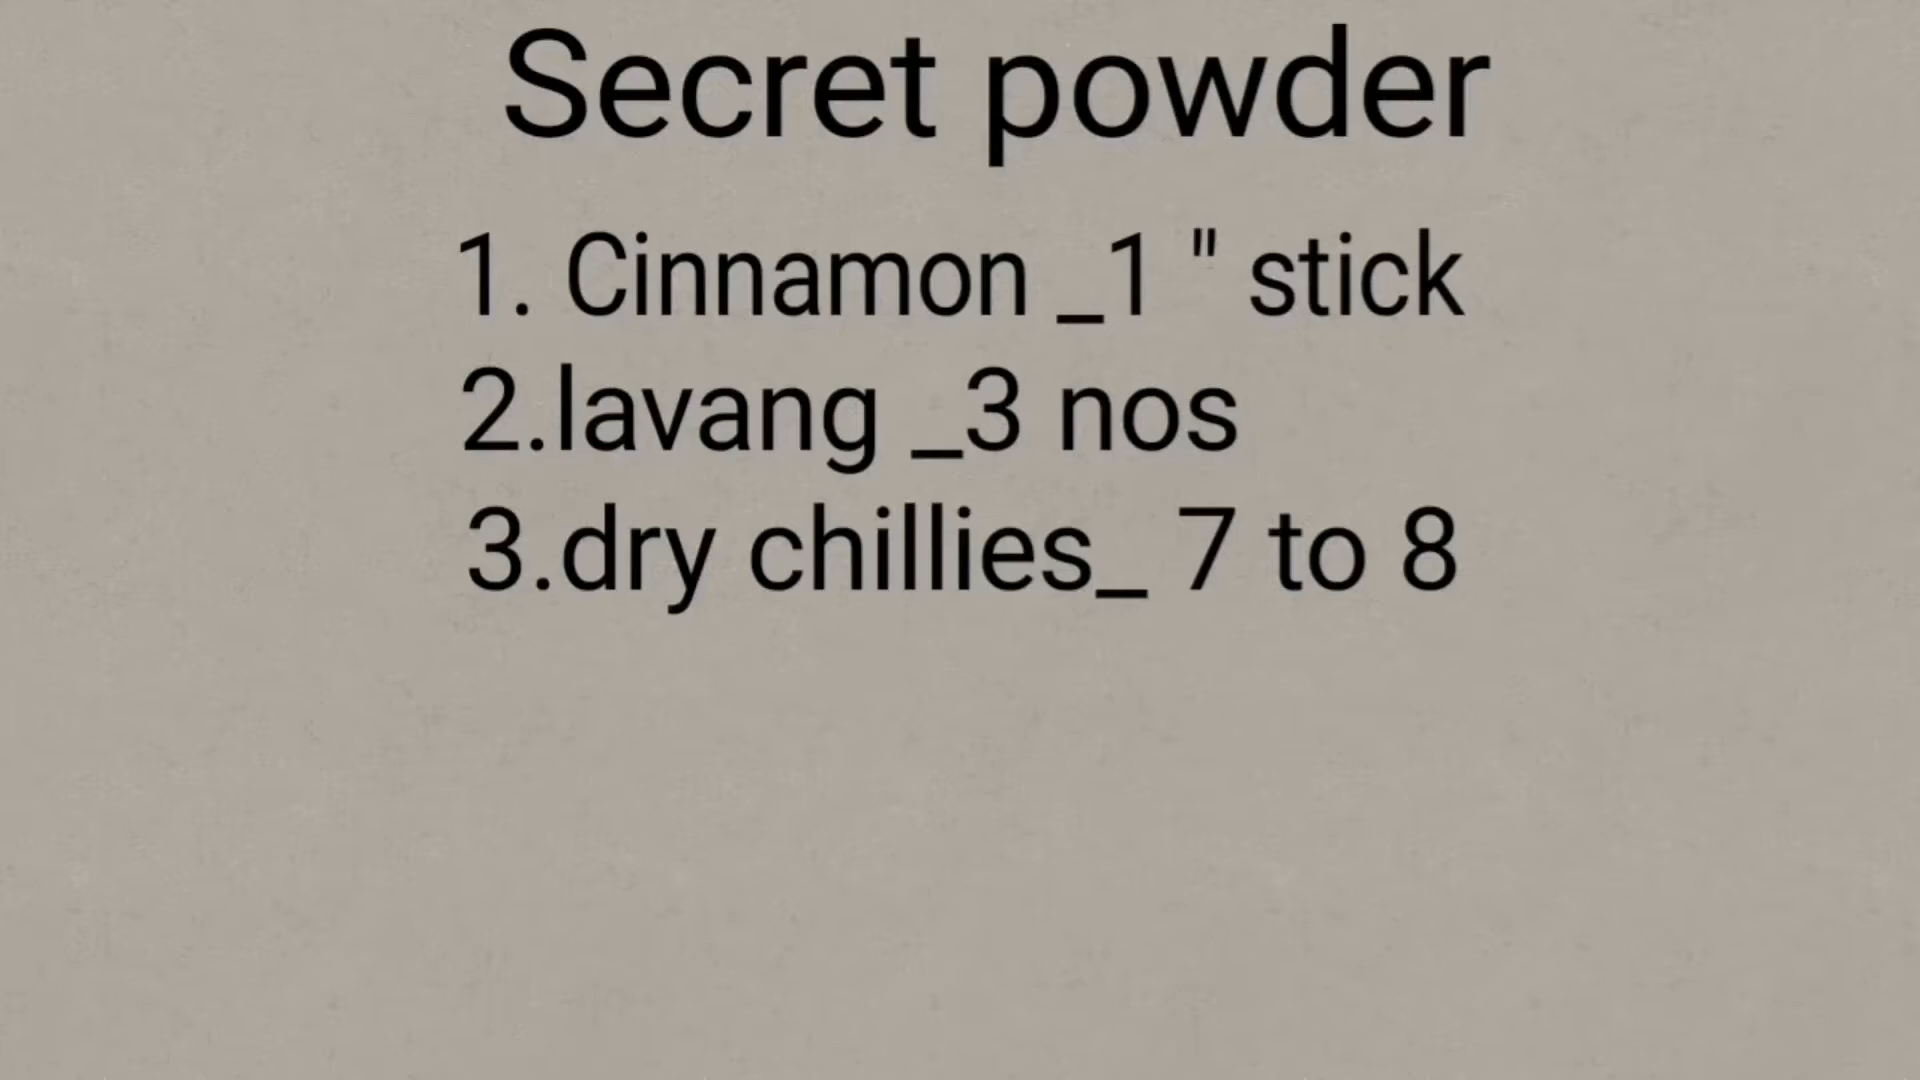 Secret powder
1. Cinnamon _1 " stick
2.lavang _3 nos
3.dry chillies_ 7 to 8